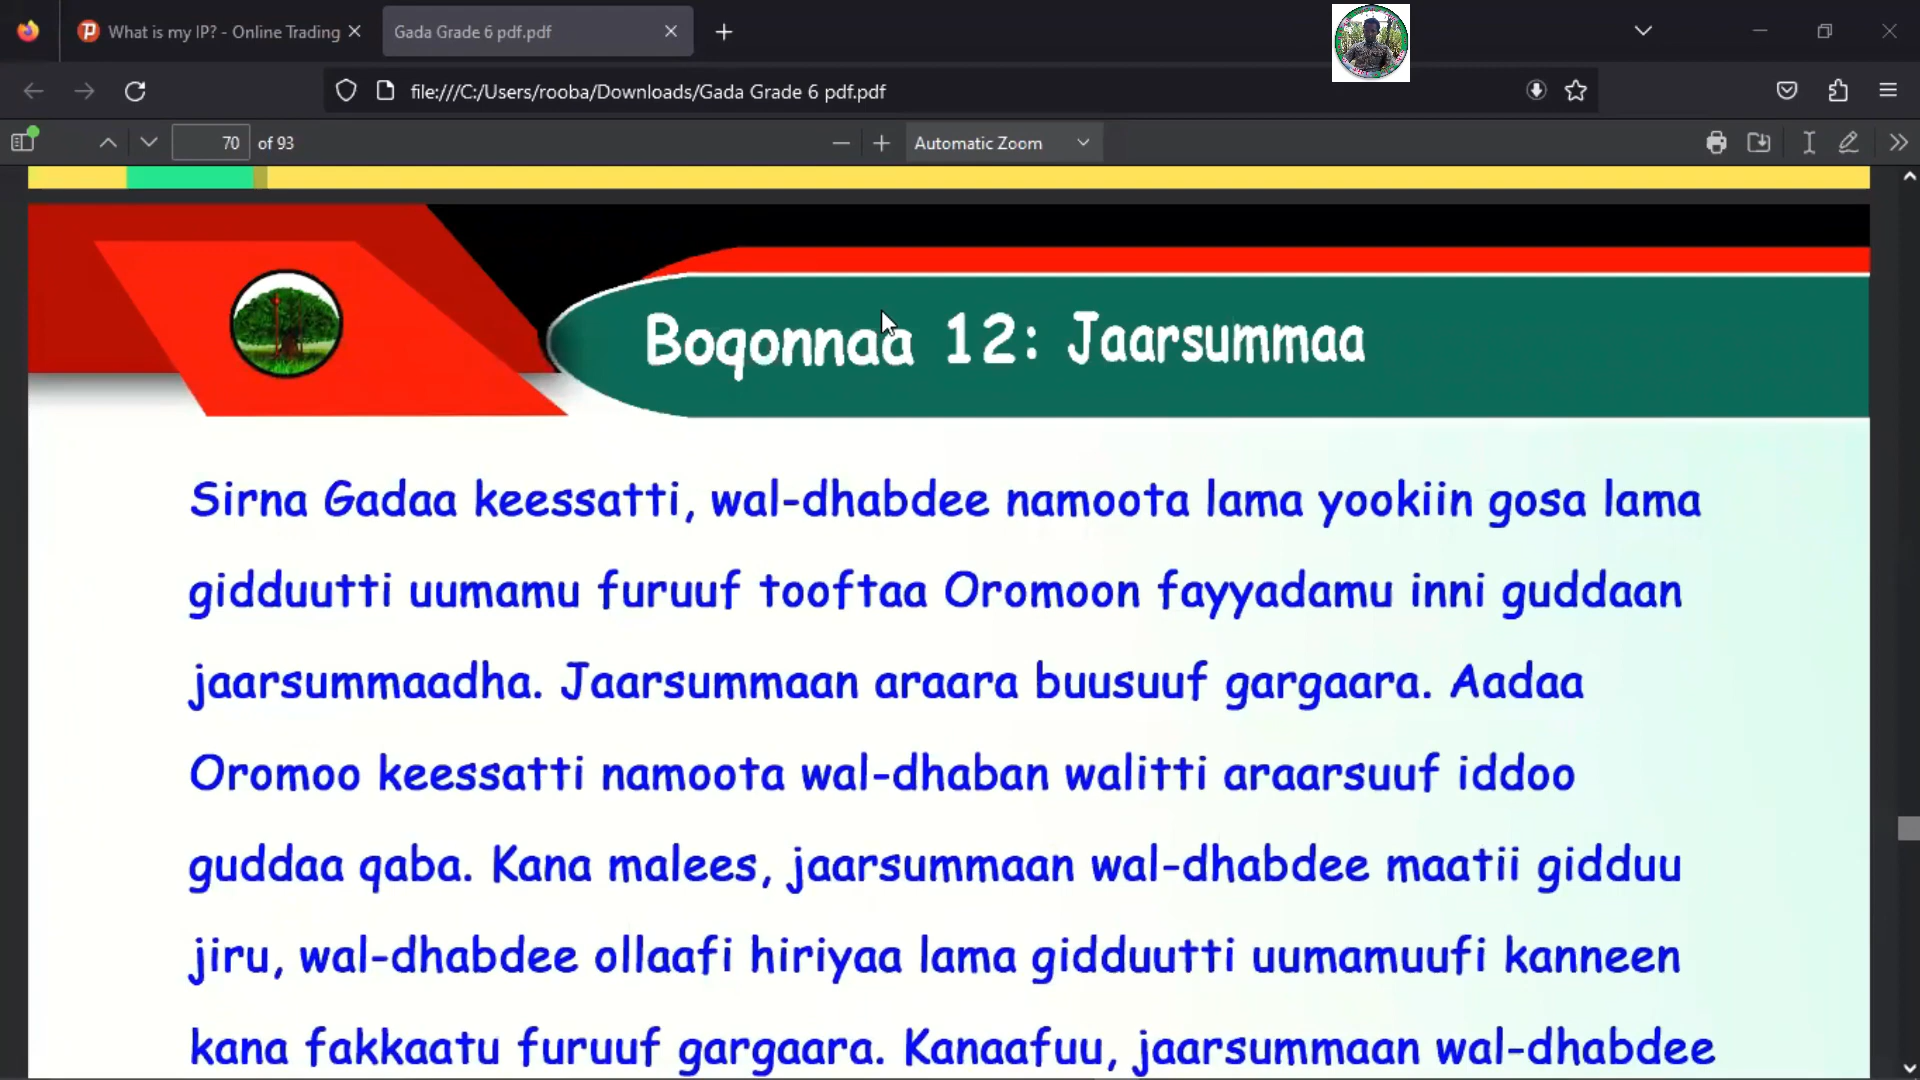 What is my IP? - Online Trading
Gada Grade 6 pdf.pdf
file:///C:/Users/rooba/Downloads/Gada Grade 6 pdf.pdf
70 of 93
Automatic Zoom
Boqonnaa 12: Jaarsummaa
Sirna Gadaa keessatti, wal-dhabdee namoota lama yookiin gosa lama
gidduutti uumamu furuuf tooftaa Oromoon fayyadamu inni guddaan
jaarsummaadha. Jaarsummaan araara buusuuf gargaara. Aadaa
Oromoo keessatti namoota wal-dhaban walitti araarsuuf iddoo
guddaa qaba. Kana malees, jaarsummaan wal-dhabdee maatii gidduu
jiru, wal-dhabdee ollaafi hiriyaa lama gidduutti uumamuufi kanneen
kana fakkaatu furuuf gargaara. Kanaafuu, jaarsummaan wal-dhabdee